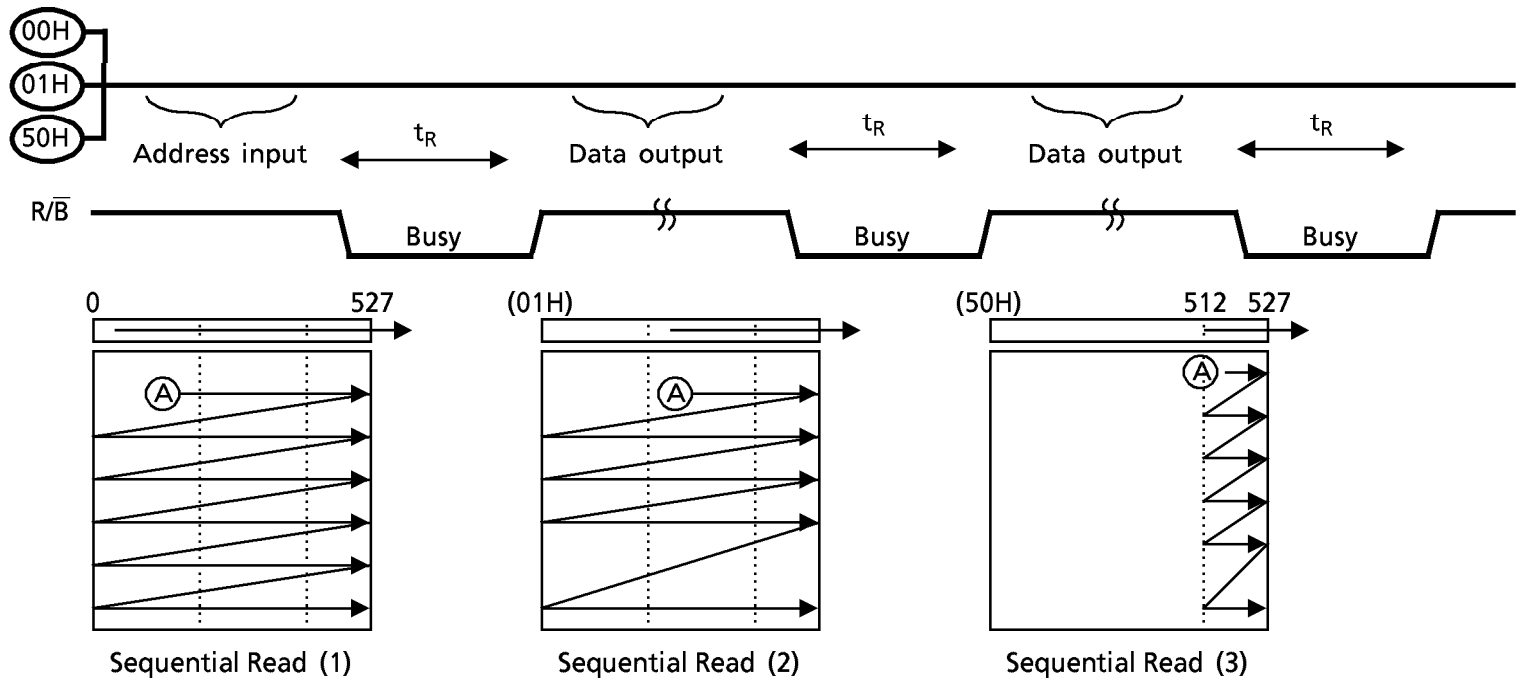 00H
01H
50H
Address input
tR
Data output
tR
Data output
tR
R/B̅
Busy
Busy
Busy
0 527
(01H)
(50H) 512 527
A
A
A
Sequential Read (1)
Sequential Read (2)
Sequential Read (3)